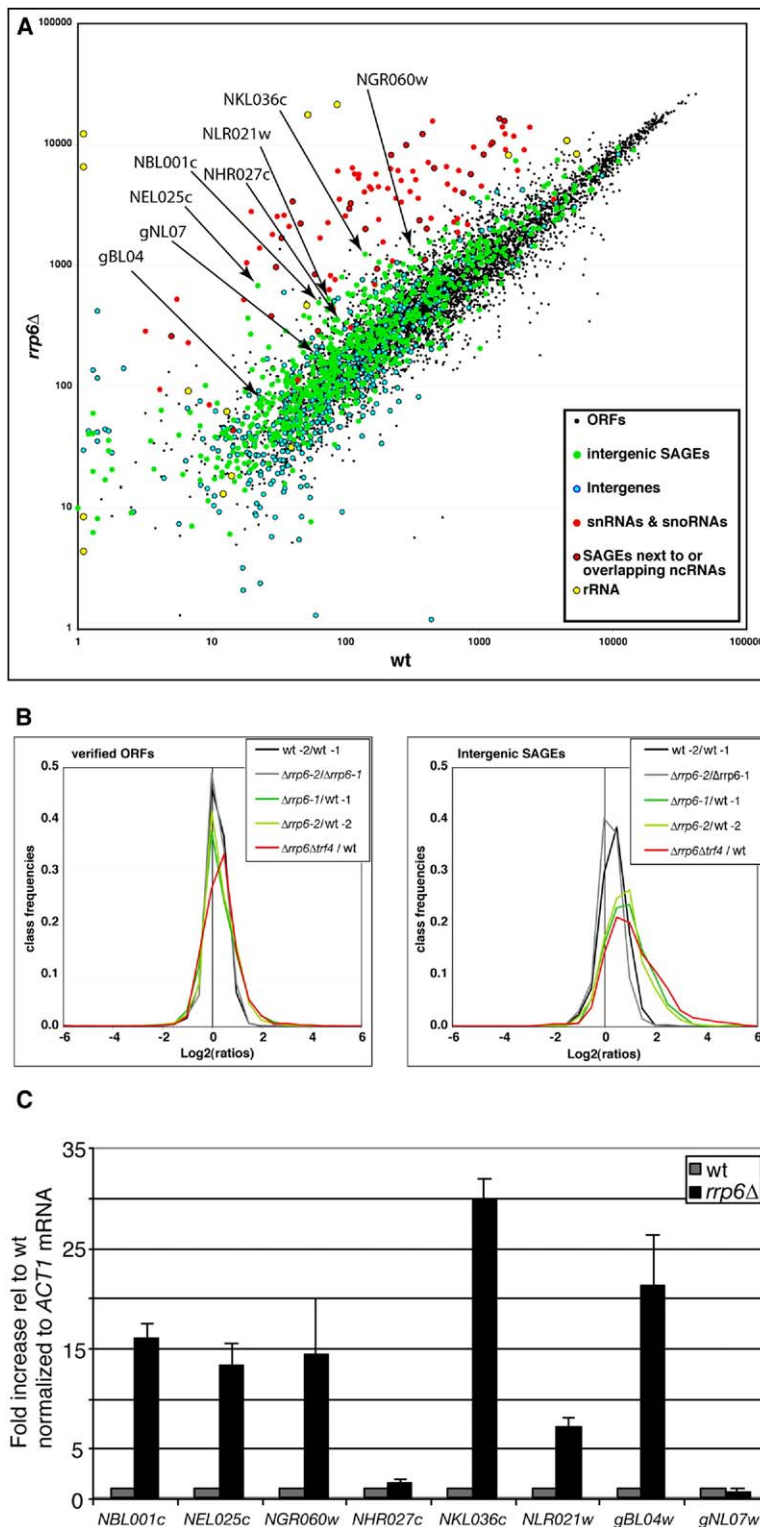 A
100000
10000
1000
100
10
1
rrp6Δ
NGR060w
NKL036c
NLR021w
NBL001c
NHR027c
NEL025c
gNL07
gBL04
ORFs
intergenic SAGEs
Intergenes
snRNAs & snoRNAs
SAGEs next to or
overlapping ncRNAs
rRNA
1 10 100 1000 10000 100000
wt
B
verified ORFs
wt -2/wt -1
Δrrp6-2/Δrrp6-1
Δrrp6-1/wt -1
Δrrp6-2/wt -2
Δrrp6Δtrf4 / wt
class frequencies
0.5
0.4
0.3
0.2
0.1
0.0
-6 -4 -2 0 2 4 6
Log2(ratios)
Intergenic SAGEs
wt -2/wt -1
Δrrp6-2/Δrrp6-1
Δrrp6-1/wt -1
Δrrp6-2/wt -2
Δrrp6Δtrf4 / wt
class frequencies
0.5
0.4
0.3
0.2
0.1
0.0
-6 -4 -2 0 2 4 6
Log2(ratios)
C
Fold increase rel to wt
normalized to ACT1 mRNA
35
25
15
5
0
wt
rrp6Δ
NBL001c NEL025c NGR060w NHR027c NKL036c NLR021w gBL04w gNL07w